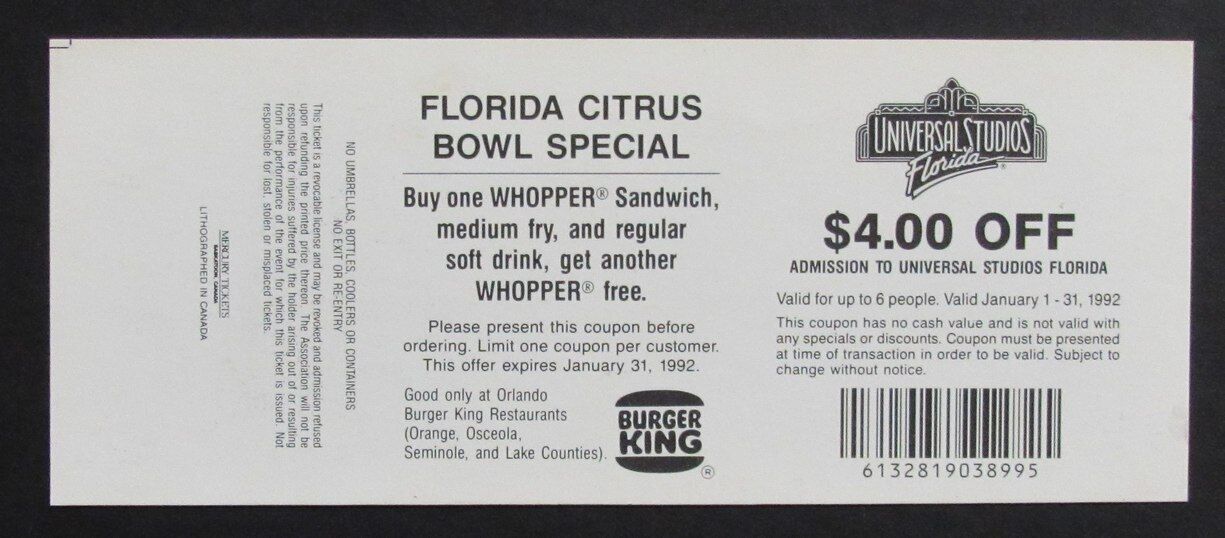 NO UMBRELLAS, BOTTLES, COOLERS OR CONTAINERS
NO EXIT OR RE-ENTRY
This ticket is a revocable license and may be revoked and admission refused
upon refunding the printed price thereon. The Association will not be
responsible for injuries suffered by the holder arising out of or resulting
from the performance of the event for which this ticket is issued. Not
responsible for lost, stolen or misplaced tickets.
MERCURY TICKETS
SASKATOON, CANADA
LITHOGRAPHED IN CANADA
FLORIDA CITRUS
BOWL SPECIAL
Buy one WHOPPER® Sandwich,
medium fry, and regular
soft drink, get another
WHOPPER® free.
Please present this coupon before
ordering. Limit one coupon per customer.
This offer expires January 31, 1992.
Good only at Orlando
Burger King Restaurants
(Orange, Osceola,
Seminole, and Lake Counties).
BURGER
KING
®
UNIVERSAL STUDIOS
Florida ®
$4.00 OFF
ADMISSION TO UNIVERSAL STUDIOS FLORIDA
Valid for up to 6 people. Valid January 1 - 31, 1992
This coupon has no cash value and is not valid with
any specials or discounts. Coupon must be presented
at time of transaction in order to be valid. Subject to
change without notice.
6132819038995